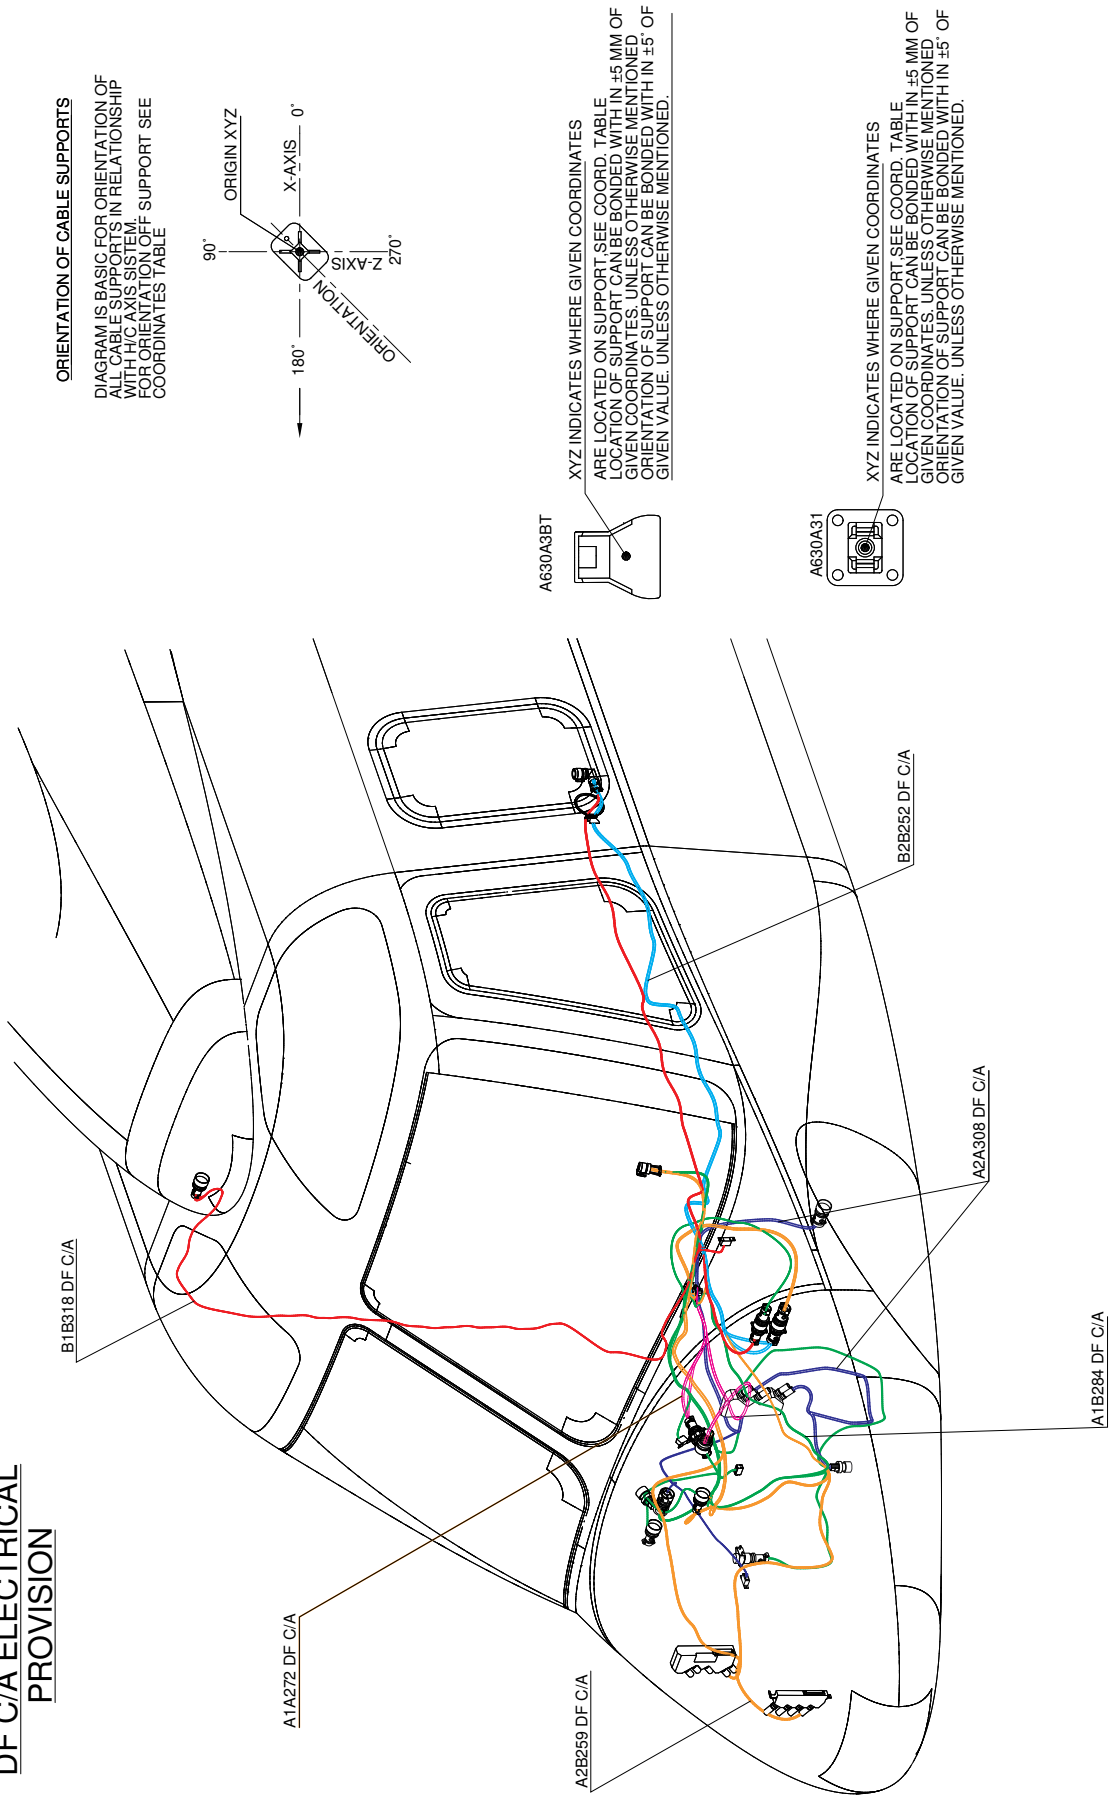 DF C/A ELECTRICAL
PROVISION
B1B318 DF C/A
A1A272 DF C/A
A2B259 DF C/A
B2B252 DF C/A
A2A308 DF C/A
A1B284 DF C/A
ORIENTATION OF CABLE SUPPORTS
DIAGRAM IS BASIC FOR ORIENTATION OF
ALL CABLE SUPPORTS IN RELATIONSHIP
WITH H/C AXIS SISTEM.
FOR ORIENTATION OFF SUPPORT SEE
COORDINATES TABLE
ORIGIN XYZ
90°
180°
X-AXIS 0°
Z-AXIS
270°
ORIENTATION
A630A3BT
XYZ INDICATES WHERE GIVEN COORDINATES
ARE LOCATED ON SUPPORT,SEE COORD. TABLE
LOCATION OF SUPPORT CAN BE BONDED WITH IN ±5 MM OF
GIVEN COORDINATES. UNLESS OTHERWISE MENTIONED
ORIENTATION OF SUPPORT CAN BE BONDED WITH IN ±5° OF
GIVEN VALUE. UNLESS OTHERWISE MENTIONED.
A630A31
XYZ INDICATES WHERE GIVEN COORDINATES
ARE LOCATED ON SUPPORT,SEE COORD. TABLE
LOCATION OF SUPPORT CAN BE BONDED WITH IN ±5 MM OF
GIVEN COORDINATES. UNLESS OTHERWISE MENTIONED
ORIENTATION OF SUPPORT CAN BE BONDED WITH IN ±5° OF
GIVEN VALUE. UNLESS OTHERWISE MENTIONED.